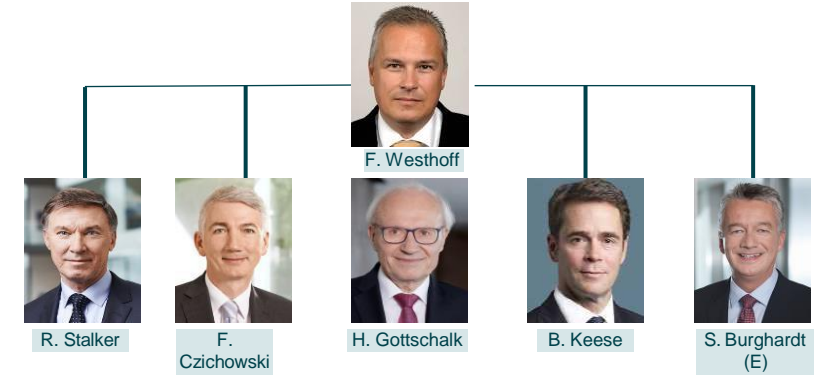 F. Westhoff
R. Stalker
F.
Czichowski
H. Gottschalk
B. Keese
S. Burghardt
(E)